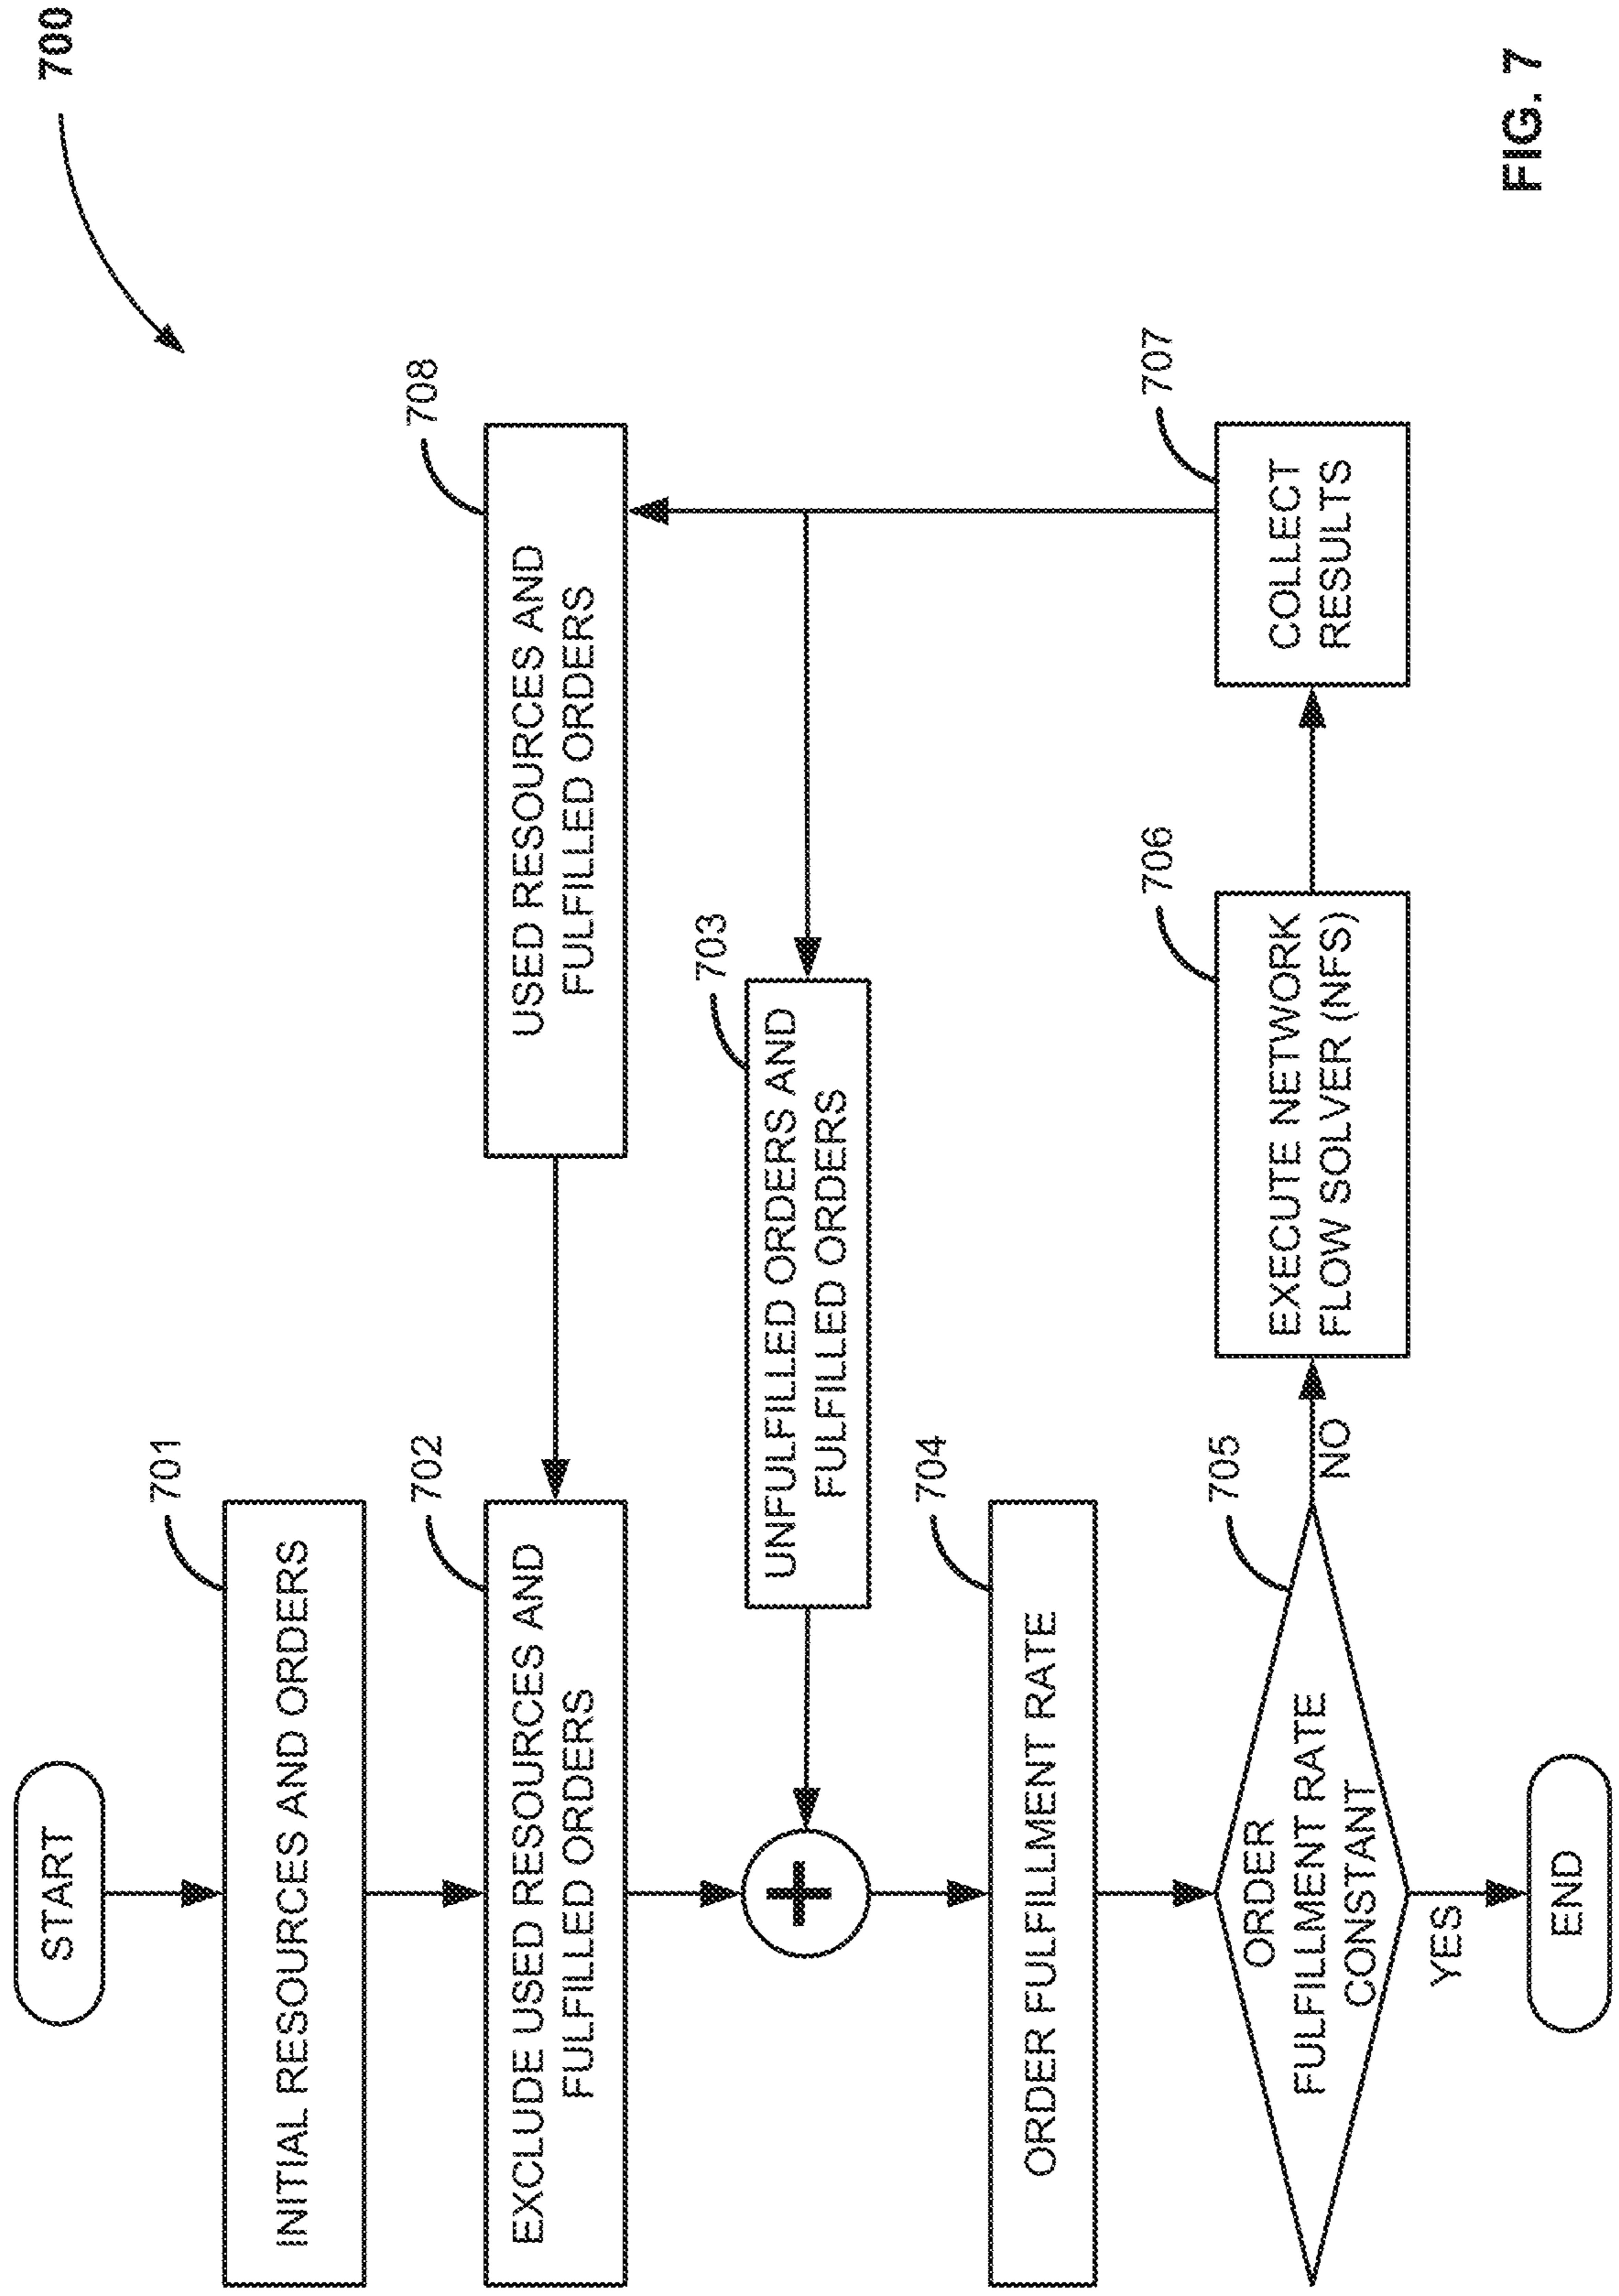 700
START
701
INITIAL RESOURCES AND ORDERS
702
EXCLUDE USED RESOURCES AND
FULFILLED ORDERS
708
USED RESOURCES AND
FULFILLED ORDERS
703
UNFULFILLED ORDERS AND
FULFILLED ORDERS
+
704
ORDER FULFILLMENT RATE
705
ORDER
FULFILLMENT RATE
CONSTANT
NO
YES
706
EXECUTE NETWORK
FLOW SOLVER (NFS)
707
COLLECT
RESULTS
END
FIG. 7